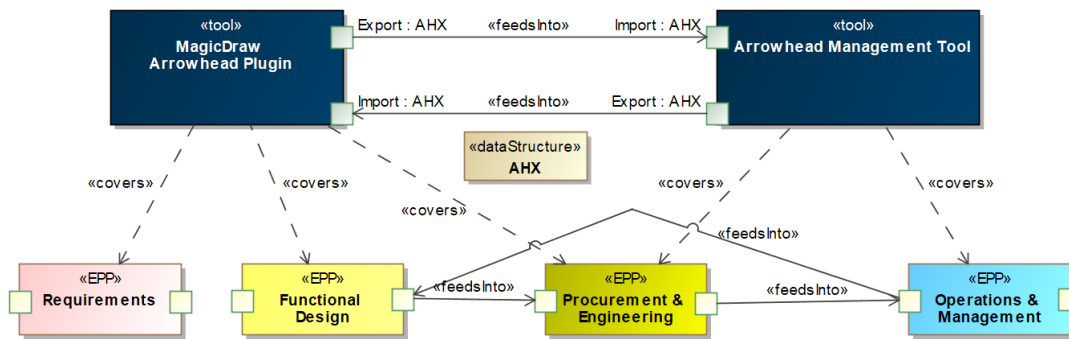 «tool»
MagicDraw
Arrowhead Plugin
Export : AHX
«feedsInto»
Import : AHX
«tool»
Arrowhead Management Tool
Import : AHX
«feedsInto»
Export : AHX
«dataStructure»
AHX
«covers»
«covers»
«covers»
«covers»
«covers»
«feedsInto»
«EPP»
Requirements
«EPP»
Functional
Design
«feedsInto»
«EPP»
Procurement &
Engineering
«feedsInto»
«EPP»
Operations &
Management